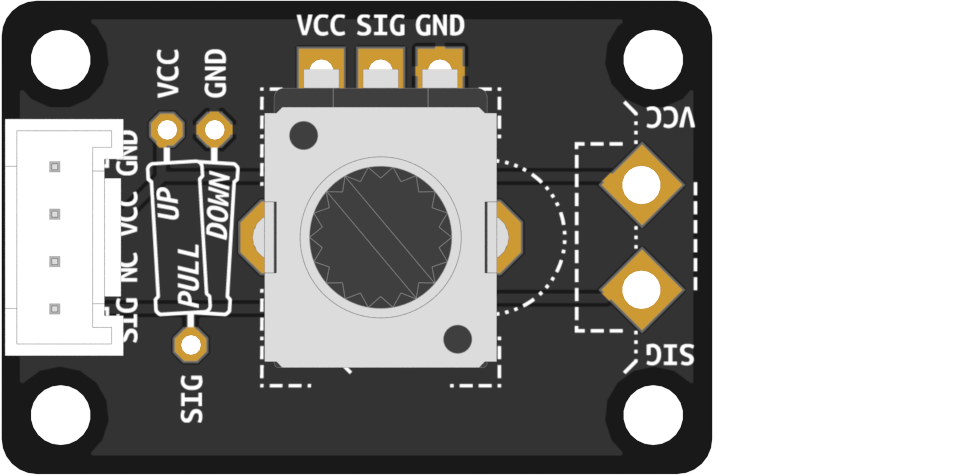 VCC SIG GND
VCC
GND
GND
VCC
NC
SIG
UP
DOWN
PULL
SIG
VCC
SIG